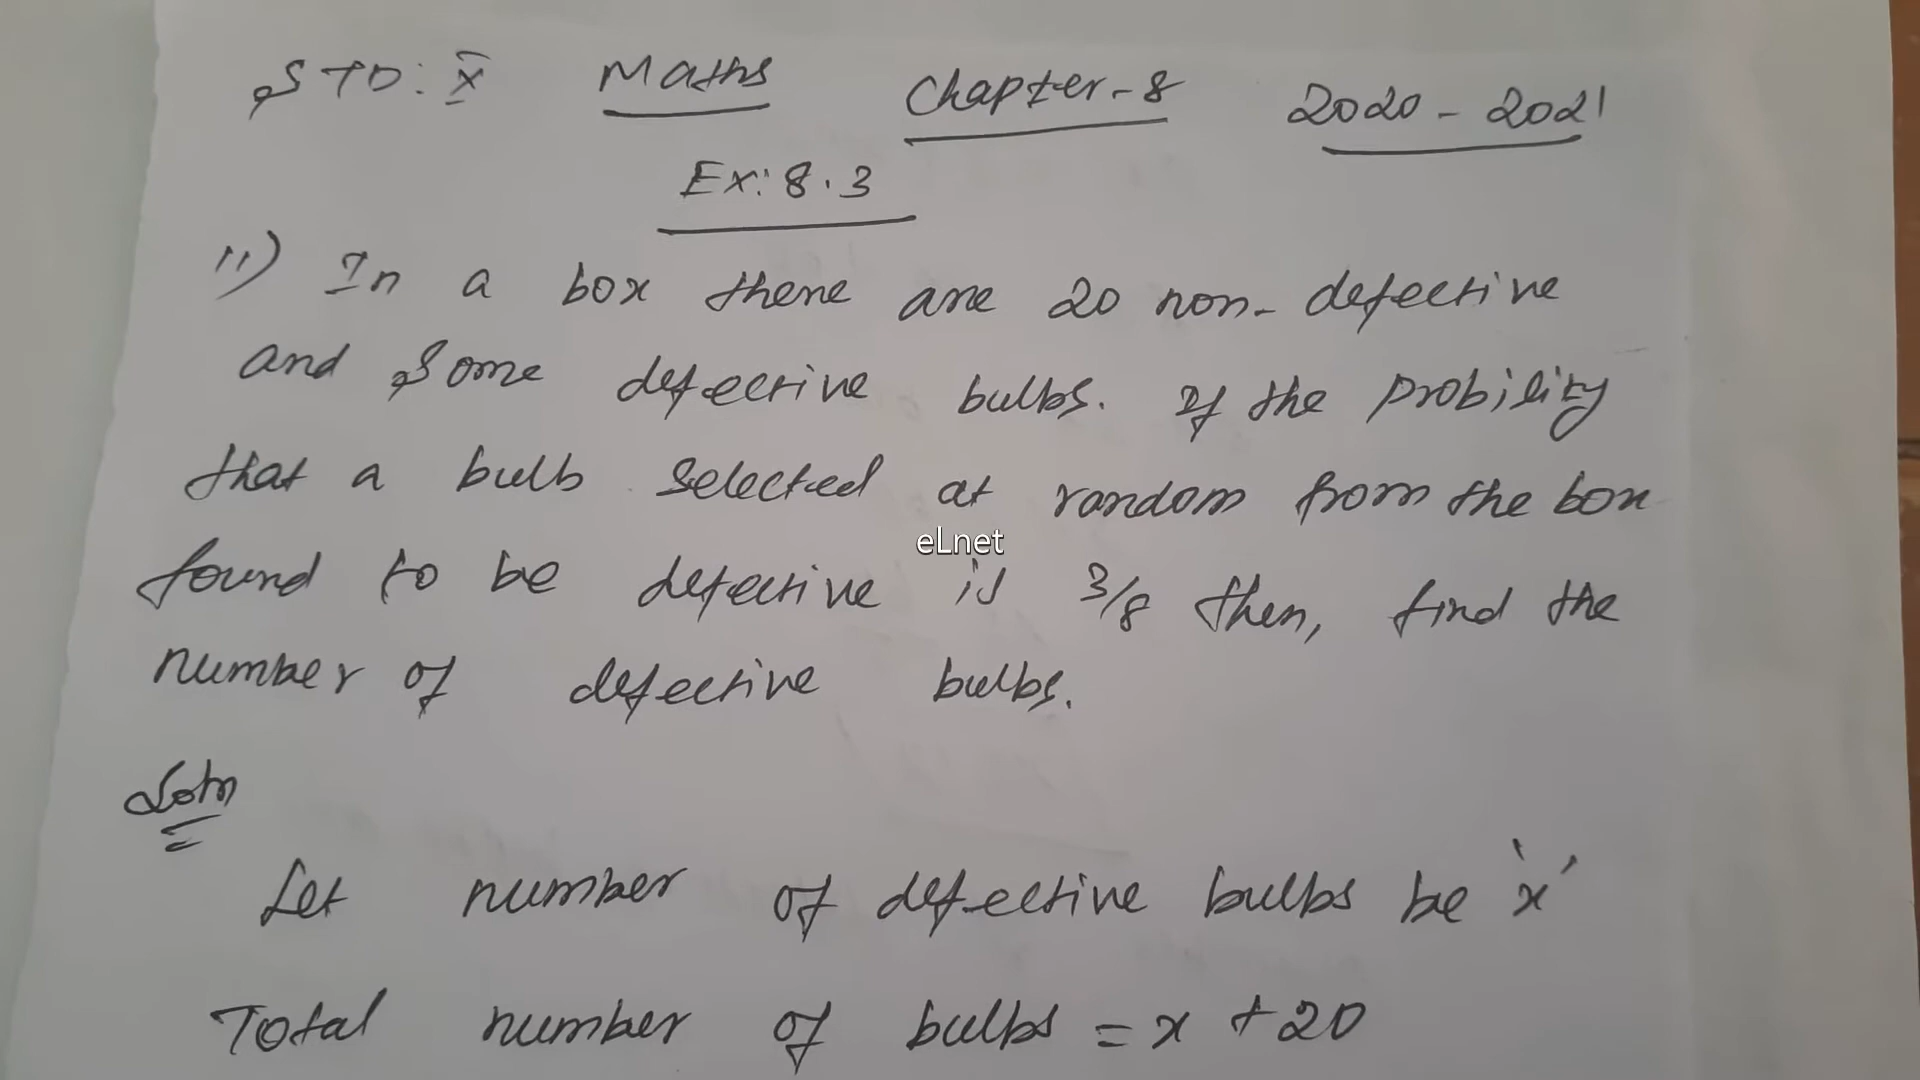 STD: X Maths Chapter-8 2020-2021
Ex: 8.3
11) In a box there are 20 non-defective
and Some defective bulbs. If the probility
that a bulb selected at random from the box
eLnet
found to be defective is 3/8 then, find the
number of defective bulbs.
Soln
Let number of defective bulbs be 'x'
Total number of bulbs = x + 20